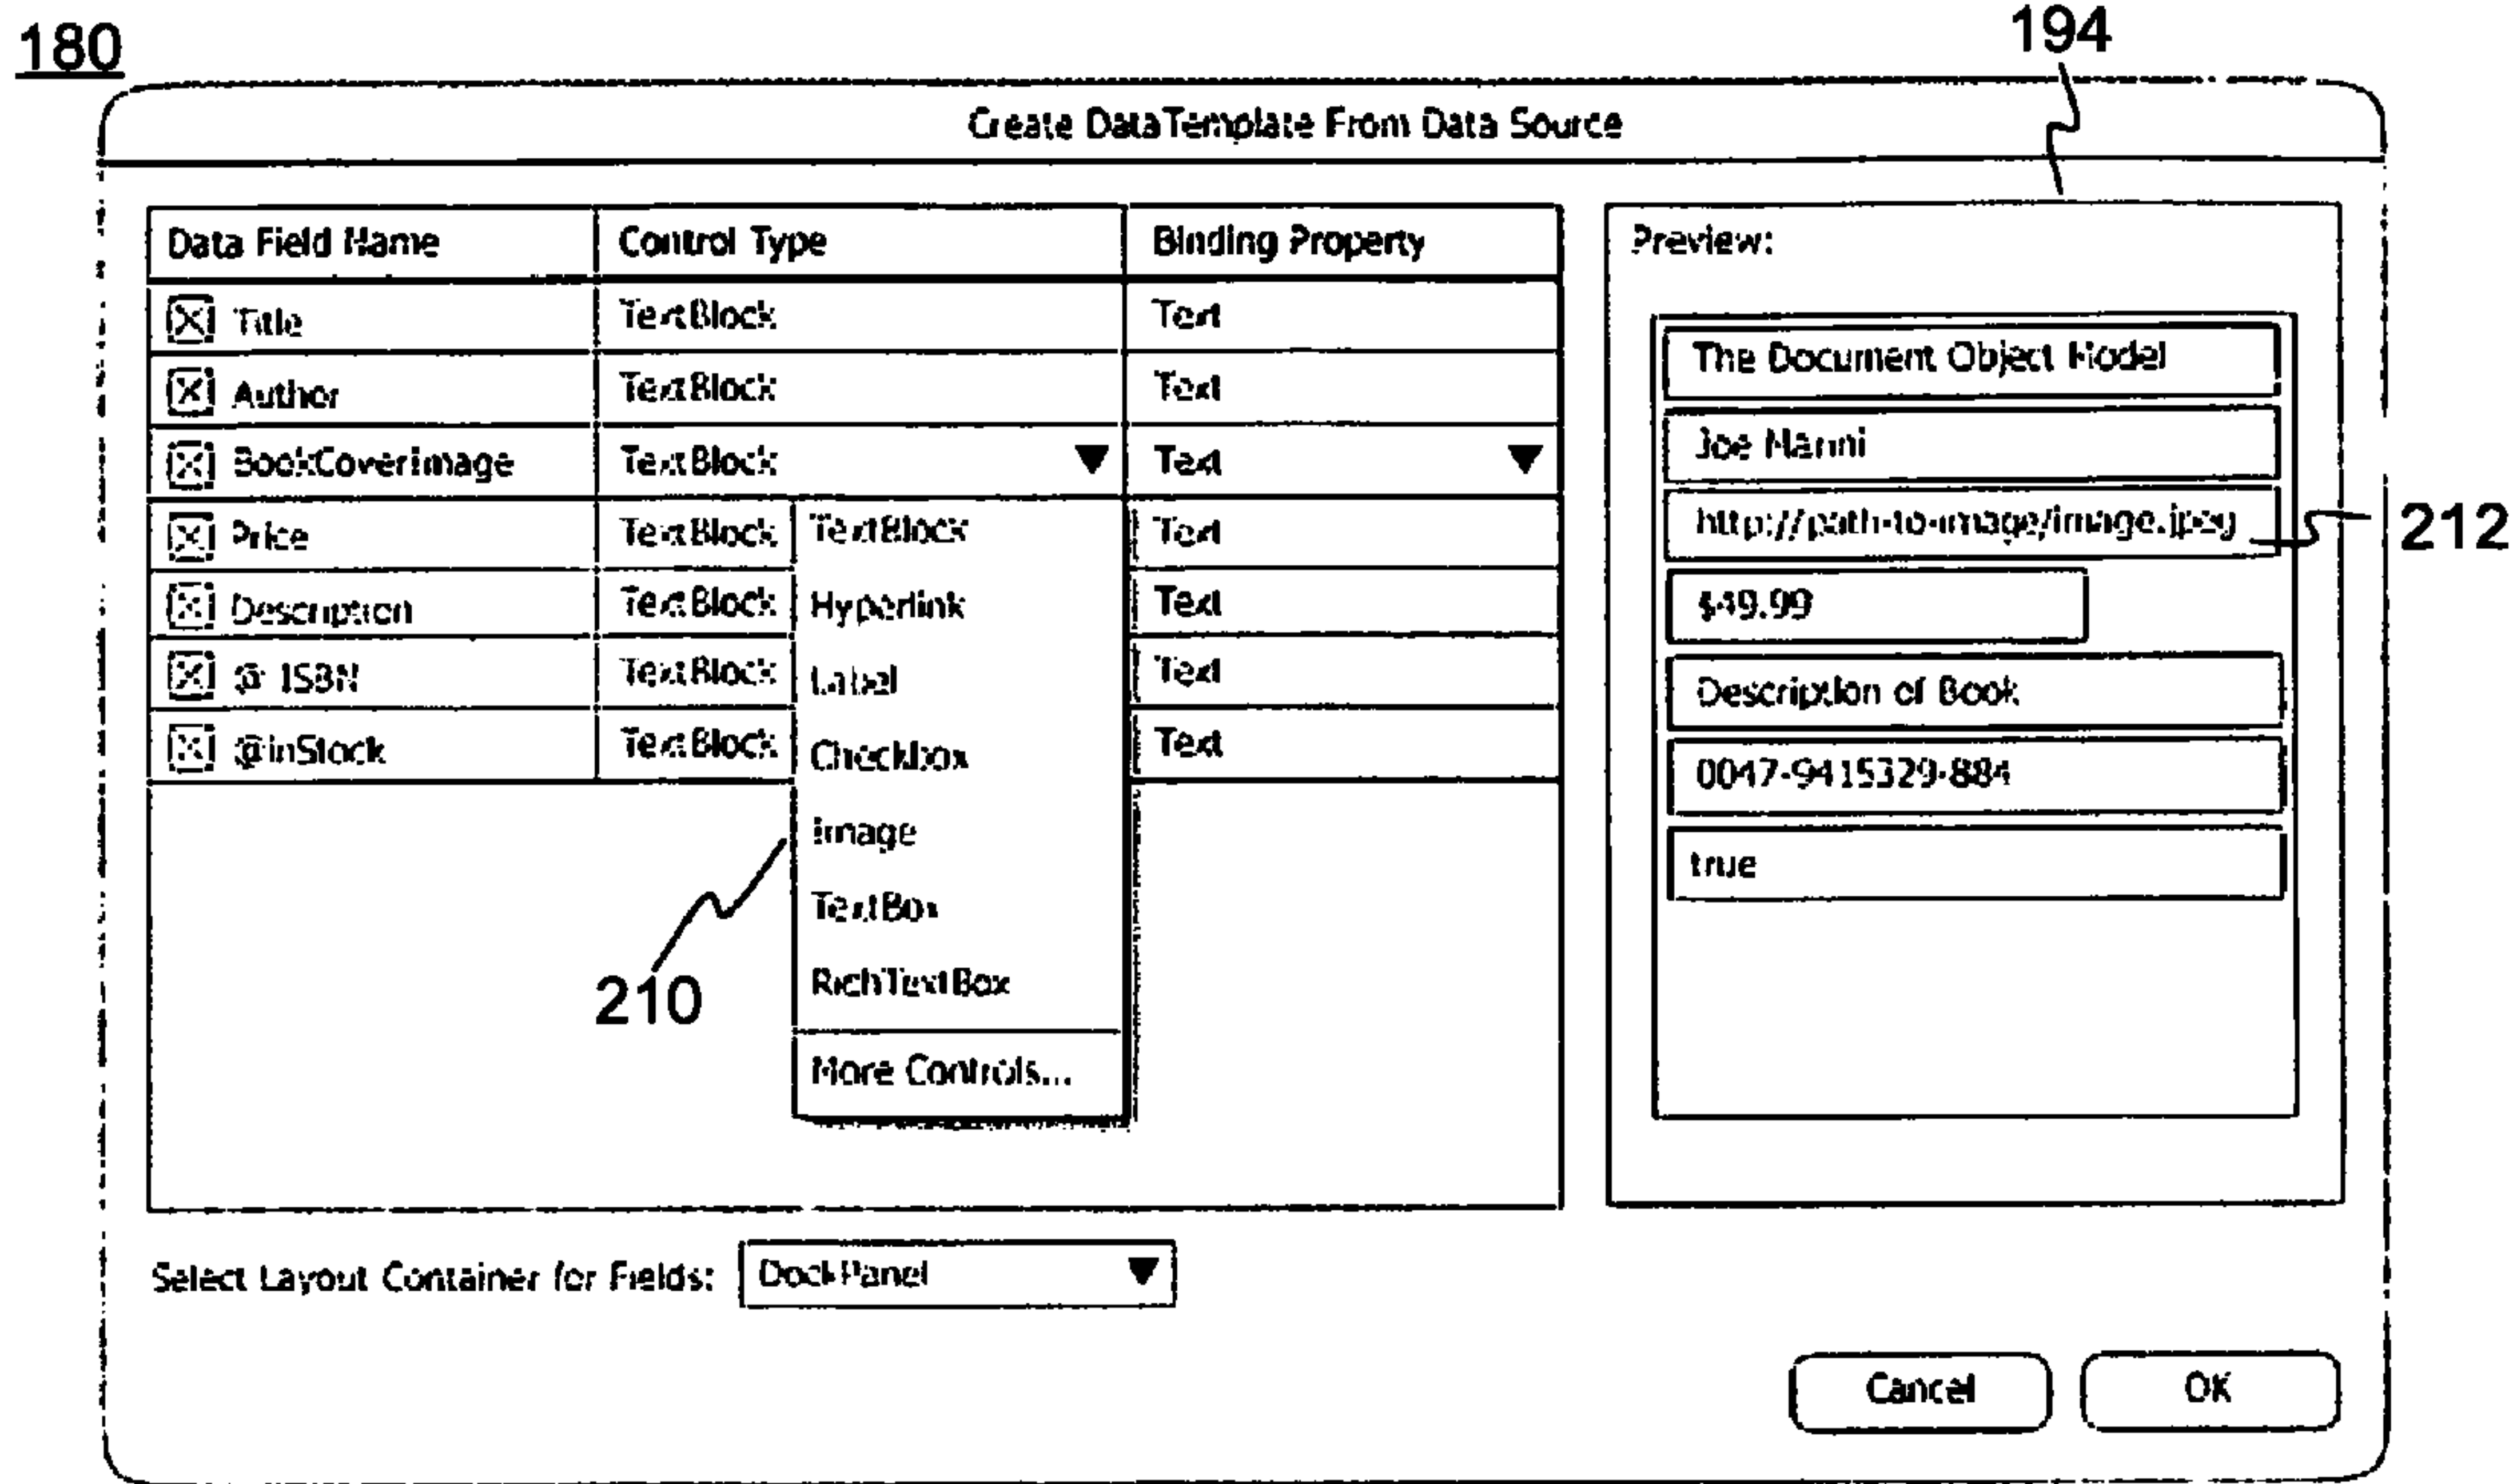 180
194
Create DataTemplate From Data Source
Data Field Name Control Type Binding Property
Title TextBlock Text
Author TextBlock Text
BookCoverImage TextBlock Text
Price TextBlock Text
Description TextBlock Text
@ ISBN TextBlock Text
@inStock TextBlock Text
TextBlock
Hyperlink
Label
Checkbox
Image
TextBox
RichTextBox
More Controls...
210
Preview:
The Document Object Model
Joe Manni
http://path-to-image/image.jpeg
212
$49.99
Description of Book
0047-9415329-884
true
Select Layout Container for Fields: DockPanel
Cancel OK